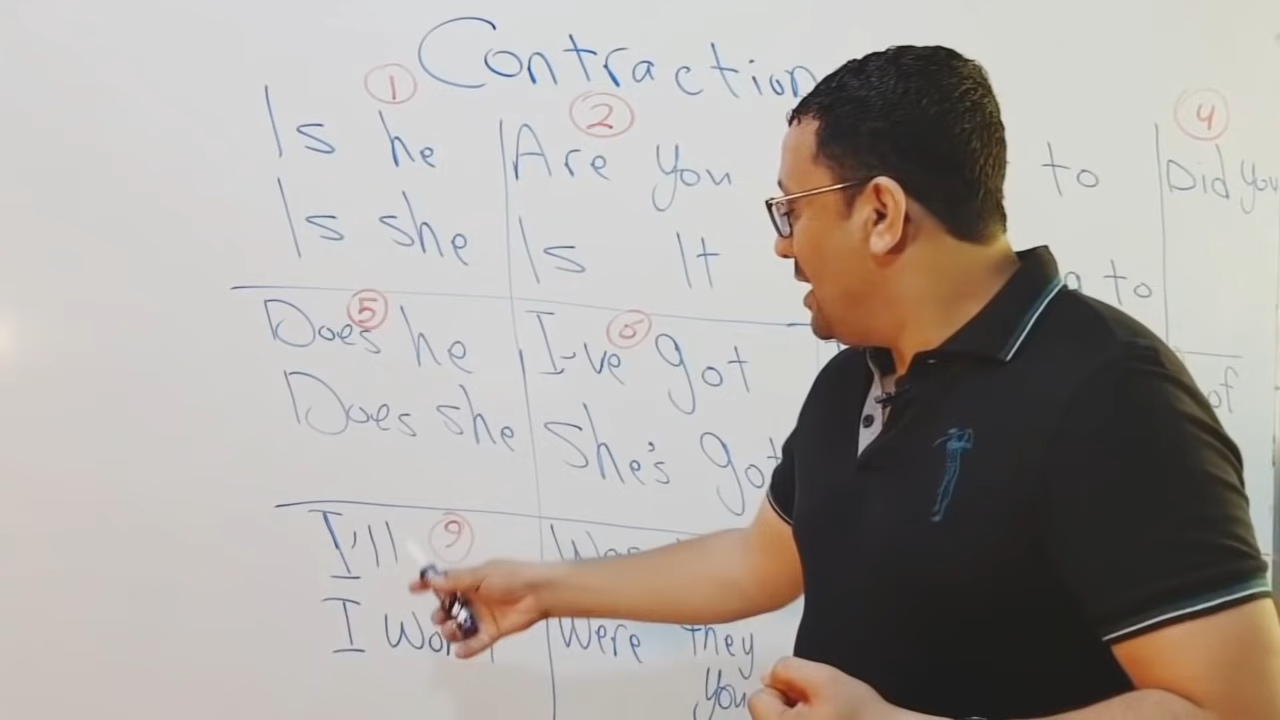 Contraction
1 2 4
Is he Are you to Did you
Is she Is It to
5 6
Does he I've got of
Does she She's got
I'll 9
I Were they
you